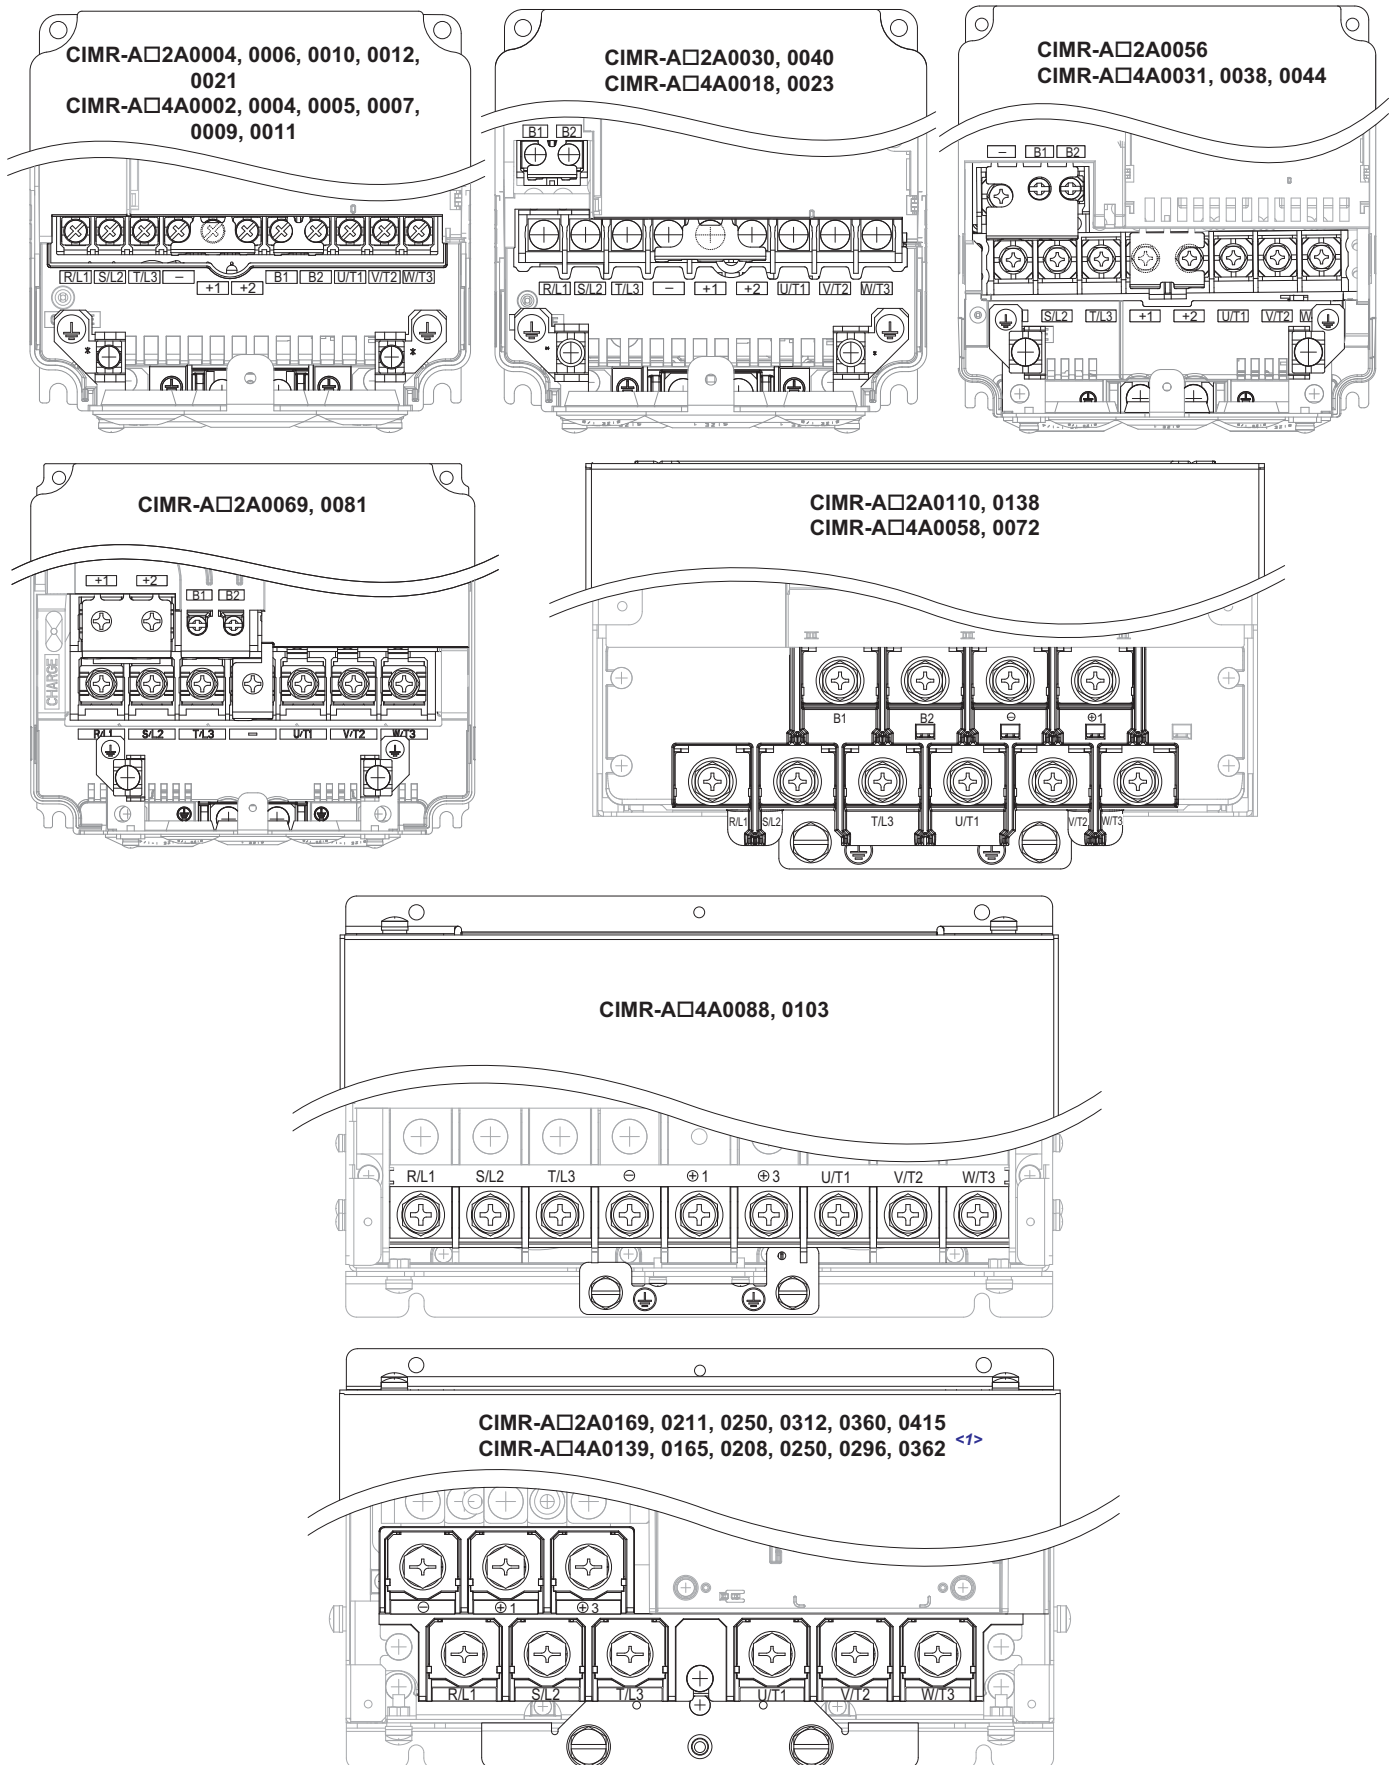 CIMR-A□2A0004, 0006, 0010, 0012,
0021
CIMR-A□4A0002, 0004, 0005, 0007,
0009, 0011
R/L1 S/L2 T/L3 − +1 +2 B1 B2 U/T1 V/T2 W/T3
CIMR-A□2A0030, 0040
CIMR-A□4A0018, 0023
B1 B2
R/L1 S/L2 T/L3 − +1 +2 U/T1 V/T2 W/T3
CIMR-A□2A0056
CIMR-A□4A0031, 0038, 0044
− B1 B2
S/L2 T/L3 +1 +2 U/T1 V/T2
CIMR-A□2A0069, 0081
+1 +2 B1 B2
CHARGE
R/L1 S/L2 T/L3 − U/T1 V/T2 W/T3
CIMR-A□2A0110, 0138
CIMR-A□4A0058, 0072
B1 B2 ⊖ ⊕1
R/L1 S/L2 T/L3 U/T1 V/T2 W/T3
CIMR-A□4A0088, 0103
R/L1 S/L2 T/L3 ⊖ ⊕1 ⊕3 U/T1 V/T2 W/T3
CIMR-A□2A0169, 0211, 0250, 0312, 0360, 0415
CIMR-A□4A0139, 0165, 0208, 0250, 0296, 0362 <1>
⊖ ⊕1 ⊕3
R/L1 S/L2 T/L3 U/T1 V/T2 W/T3